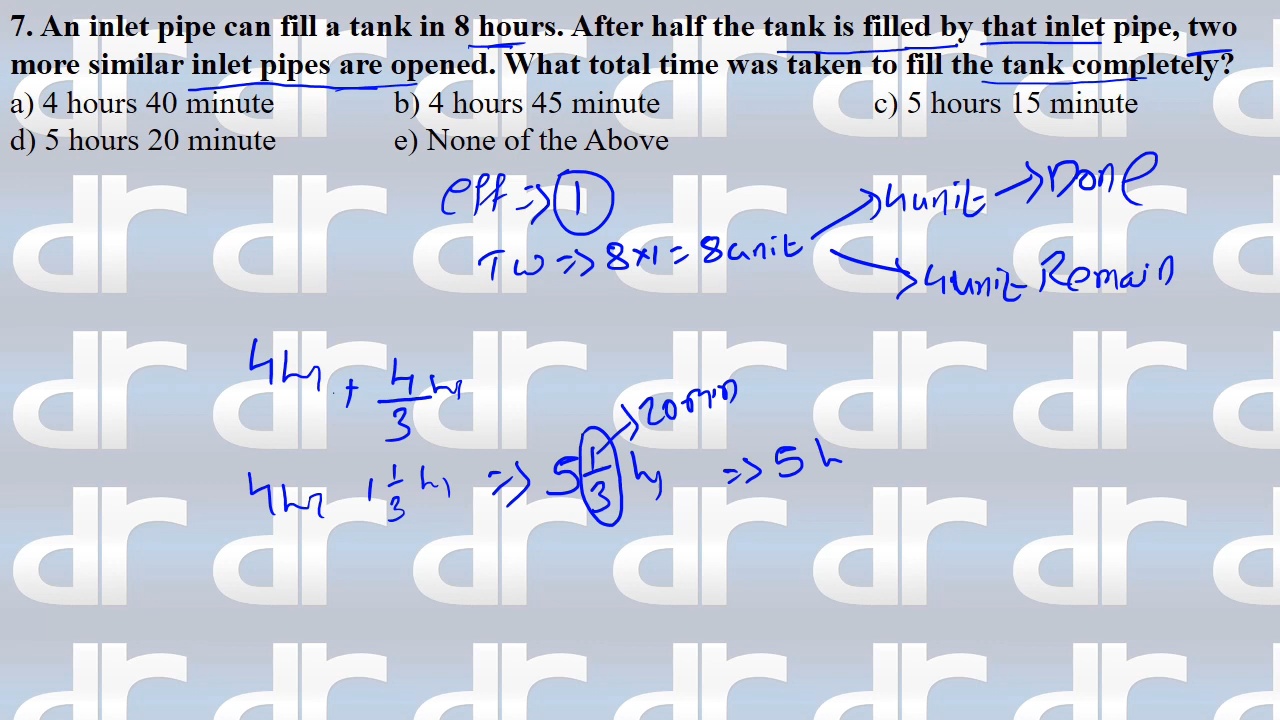 7. An inlet pipe can fill a tank in 8 hours. After half the tank is filled by that inlet pipe, two
more similar inlet pipes are opened. What total time was taken to fill the tank completely?
a) 4 hours 40 minute b) 4 hours 45 minute c) 5 hours 15 minute
d) 5 hours 20 minute e) None of the Above
eff => 1
4unit → Done
TW => 8×1 = 8unit
4unit Remain
4hr + 4/3 hr
20min
4hr 1 1/3 hr => 5 1/3 hr => 5 h